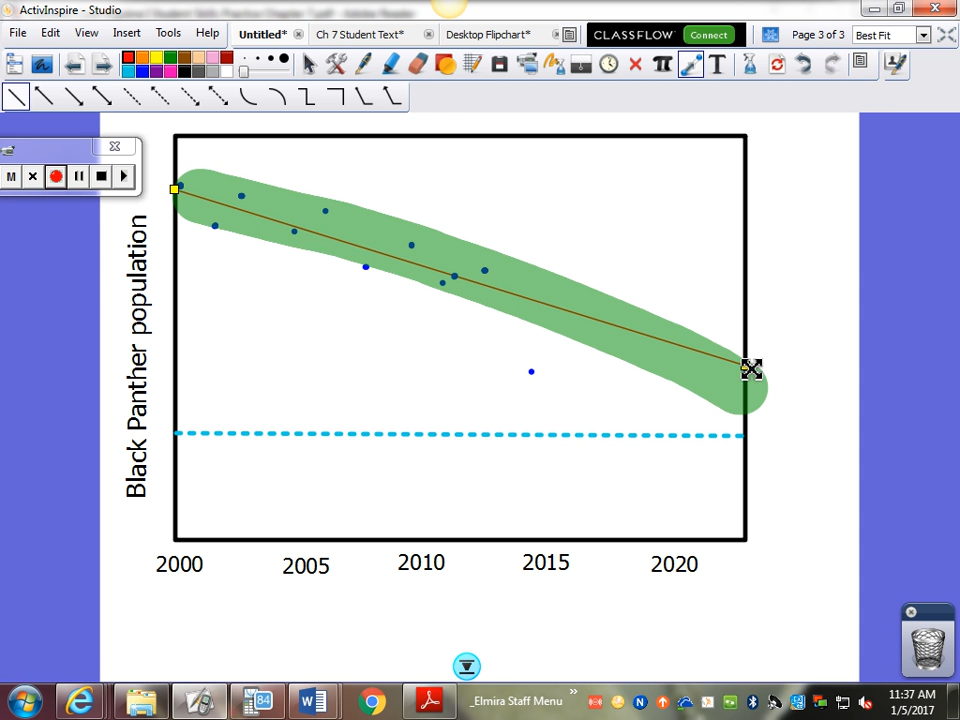 ActivInspire - Studio
File Edit View Insert Tools Help Untitled* Ch 7 Student Text* Desktop Flipchart* CLASSFLOW Connect Page 3 of 3 Best Fit
T
M
Black Panther population
2000 2005 2010 2015 2020
84 W _Elmira Staff Menu » N 11:37 AM
1/5/2017